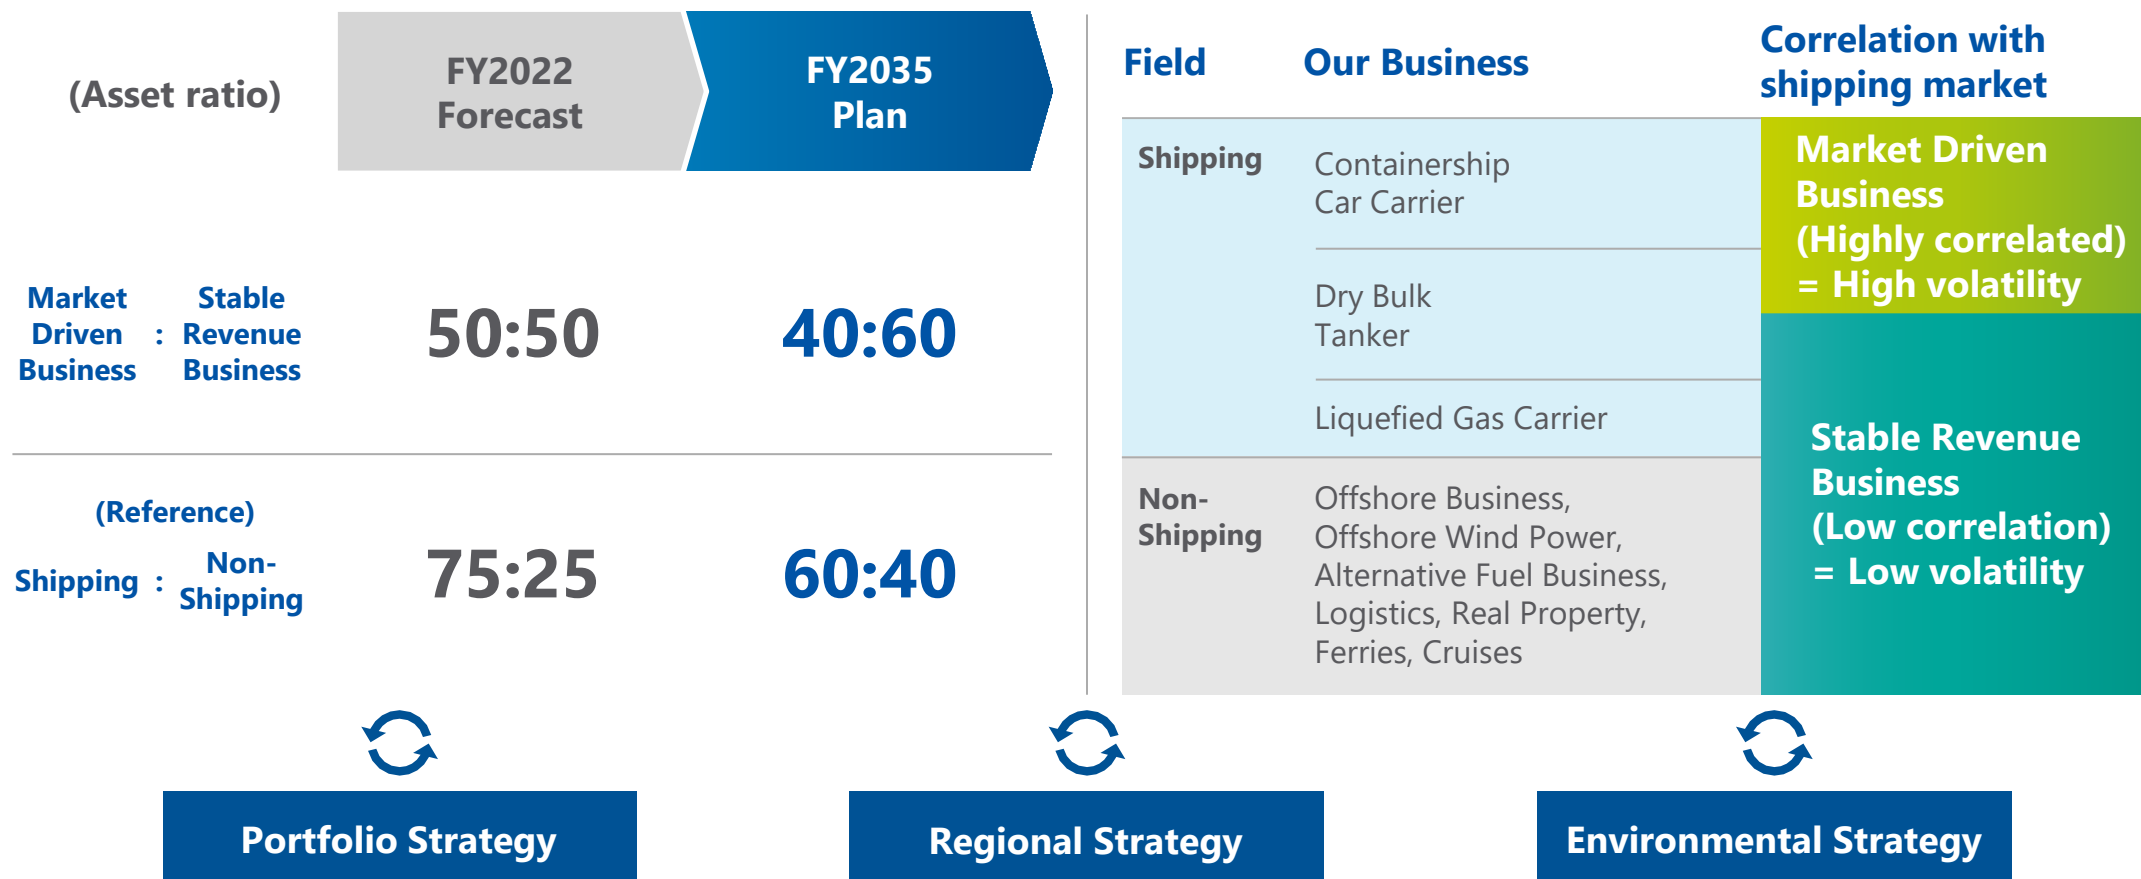 (Asset ratio)
FY2022
Forecast
FY2035
Plan
Market
Driven
Business
:
Stable
Revenue
Business
50:50
40:60
(Reference)
Shipping :
Non-
Shipping
75:25
60:40
Field
Our Business
Correlation with
shipping market
Shipping
Containership
Car Carrier
Dry Bulk
Tanker
Liquefied Gas Carrier
Market Driven
Business
(Highly correlated)
= High volatility
Non-
Shipping
Offshore Business,
Offshore Wind Power,
Alternative Fuel Business,
Logistics, Real Property,
Ferries, Cruises
Stable Revenue
Business
(Low correlation)
= Low volatility
Portfolio Strategy
Regional Strategy
Environmental Strategy